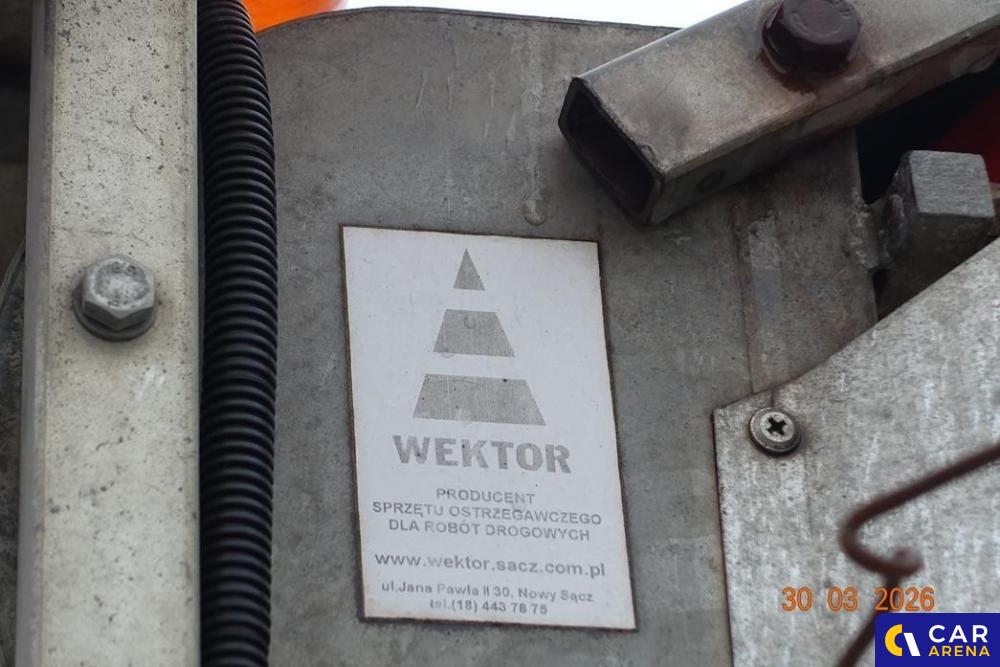 WEKTOR
PRODUCENT
SPRZĘTU OSTRZEGAWCZEGO
DLA ROBÓT DROGOWYCH
www.wektor.sacz.com.pl
ul.Jana Pawła II 30, Nowy Sącz
tel.(18) 443 78 75
30 03 2026
CAR
ARENA